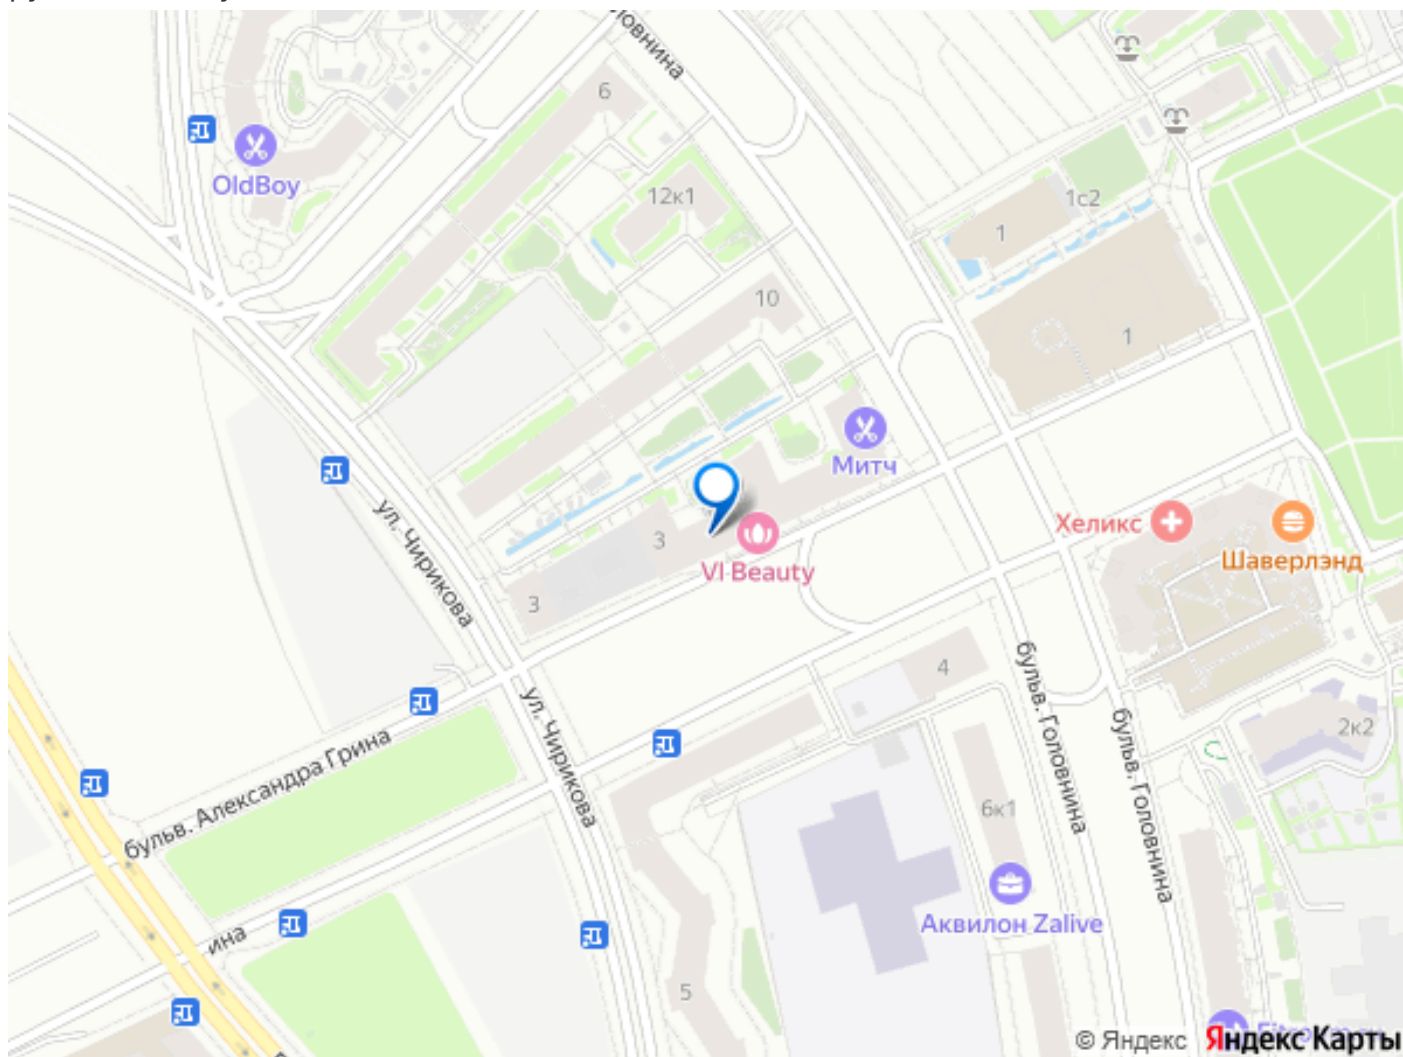 ловнина
6
OldBoy
12к1
1с2
1
10
1
Митч
ул. Чирикова
3
VI Beauty
3
Хеликс
Шаверлэнд
4
бульв. Головнина
ул. Чирикова
бульв. Головнина
2к2
бульв. Александра Грина
6к1
Аквилон Zalive
ина
5
© Яндекс Яндекс Карты